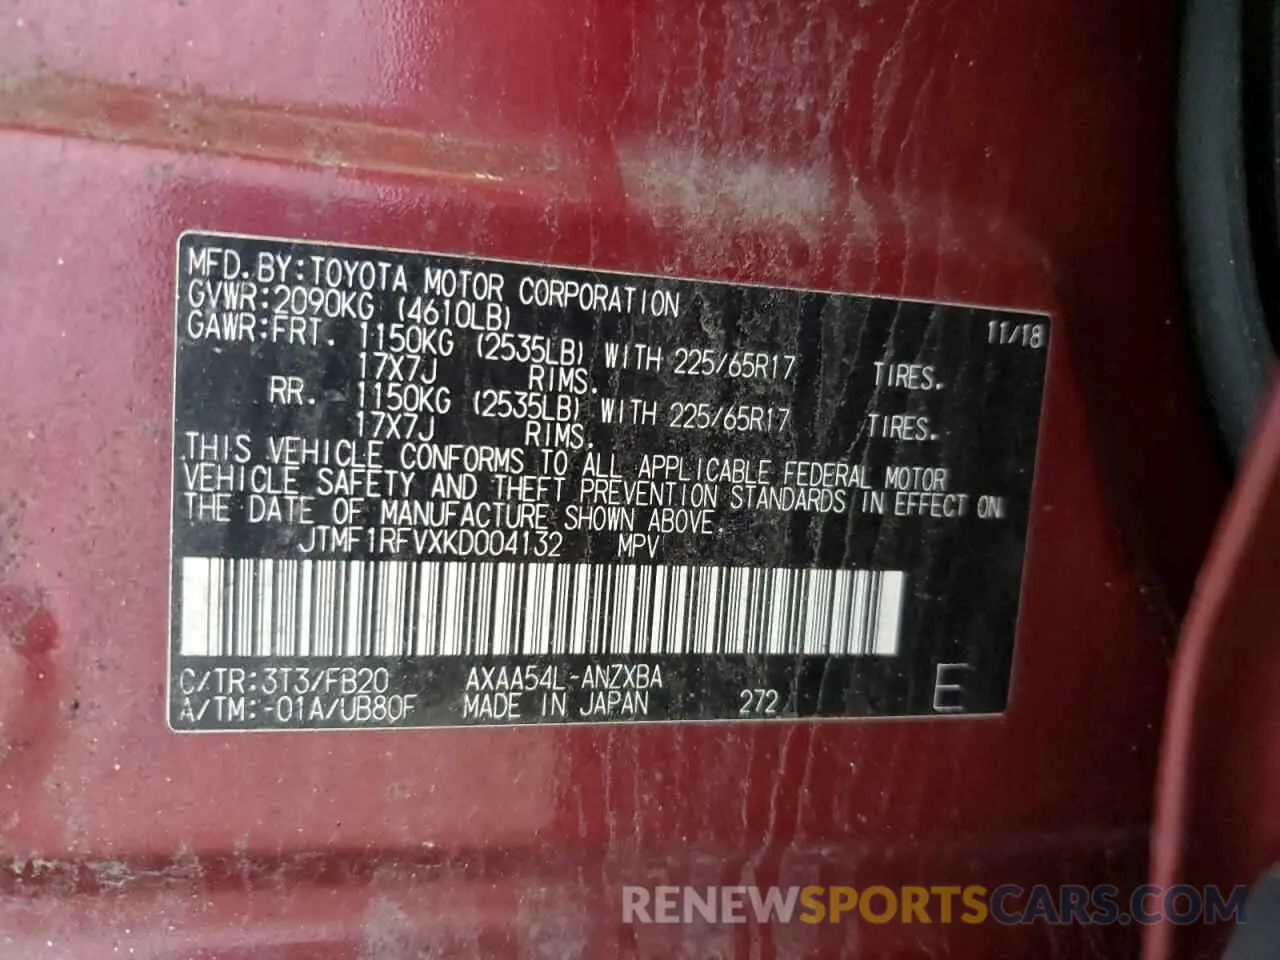 MFD.BY:TOYOTA MOTOR CORPORATION 11/18
GVWR:2090KG (4610LB)
GAWR:FRT. 1150KG (2535LB) WITH 225/65R17 TIRES.
17X7J RIMS.
RR. 1150KG (2535LB) WITH 225/65R17 TIRES.
17X7J RIMS.
THIS VEHICLE CONFORMS TO ALL APPLICABLE FEDERAL MOTOR
VEHICLE SAFETY AND THEFT PREVENTION STANDARDS IN EFFECT ON
THE DATE OF MANUFACTURE SHOWN ABOVE.
JTMF1RFVXKD004132 MPV
C/TR:3T3/FB20 AXAA54L-ANZXBA
A/TM:-01A/UB80F MADE IN JAPAN 272 E
RENEWSPORTSCARS.COM